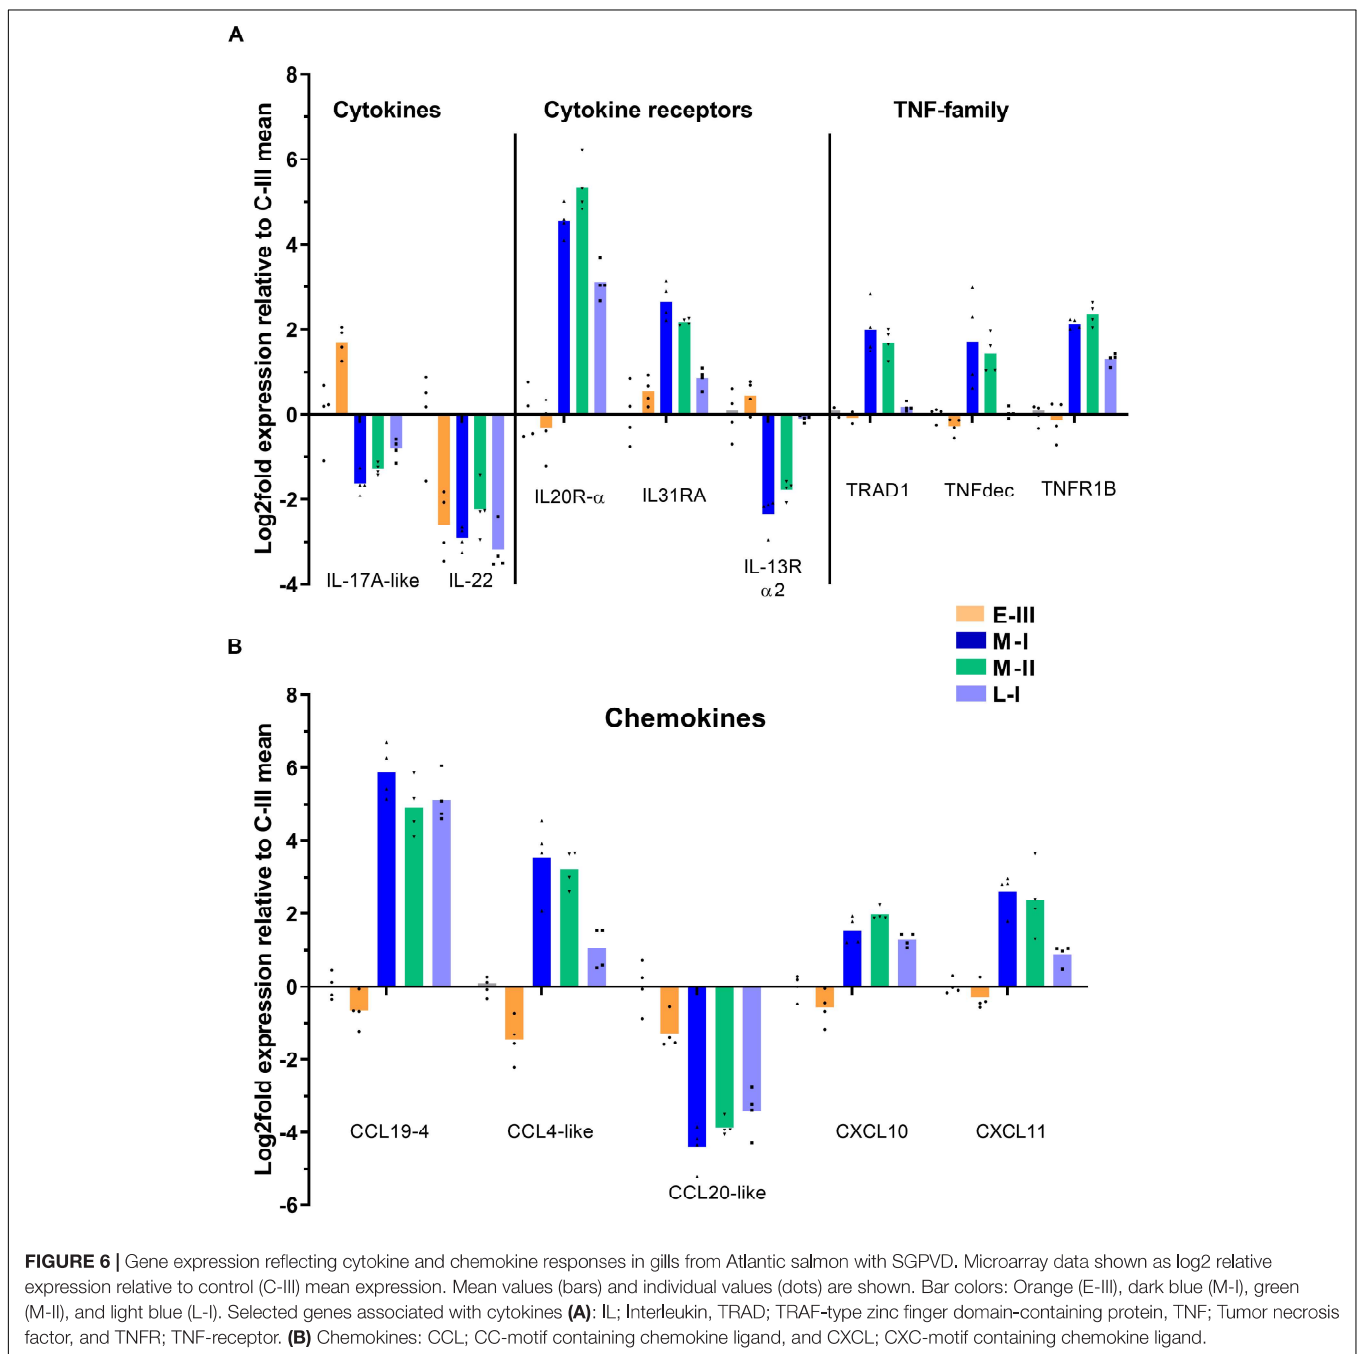 A
Log2fold expression relative to C-III mean
8
6
4
2
0
-2
-4
Cytokines
Cytokine receptors
TNF-family
IL-17A-like
IL-22
IL20R-α
IL31RA
IL-13R
α2
TRAD1
TNFdec
TNFR1B
E-III
M-I
M-II
L-I
B
Log2fold expression relative to C-III mean
8
6
4
2
0
-2
-4
-6
Chemokines
CCL19-4
CCL4-like
CCL20-like
CXCL10
CXCL11
FIGURE 6 | Gene expression reflecting cytokine and chemokine responses in gills from Atlantic salmon with SGPVD. Microarray data shown as log2 relative
expression relative to control (C-III) mean expression. Mean values (bars) and individual values (dots) are shown. Bar colors: Orange (E-III), dark blue (M-I), green
(M-II), and light blue (L-I). Selected genes associated with cytokines (A): IL; Interleukin, TRAD; TRAF-type zinc finger domain-containing protein, TNF; Tumor necrosis
factor, and TNFR; TNF-receptor. (B) Chemokines: CCL; CC-motif containing chemokine ligand, and CXCL; CXC-motif containing chemokine ligand.